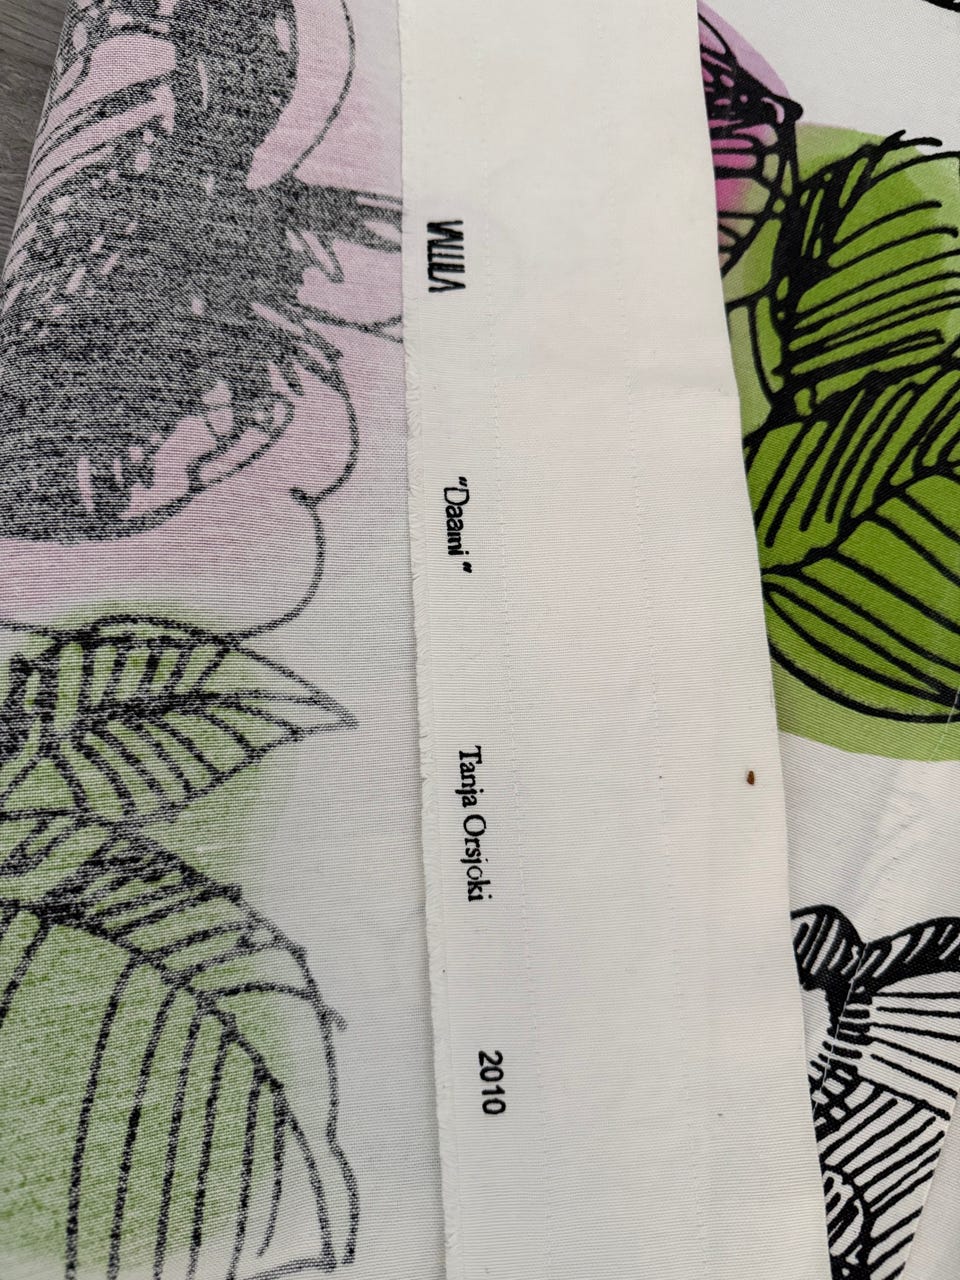 VALLILA
"Daami"
Tanja Orsjoki
2010